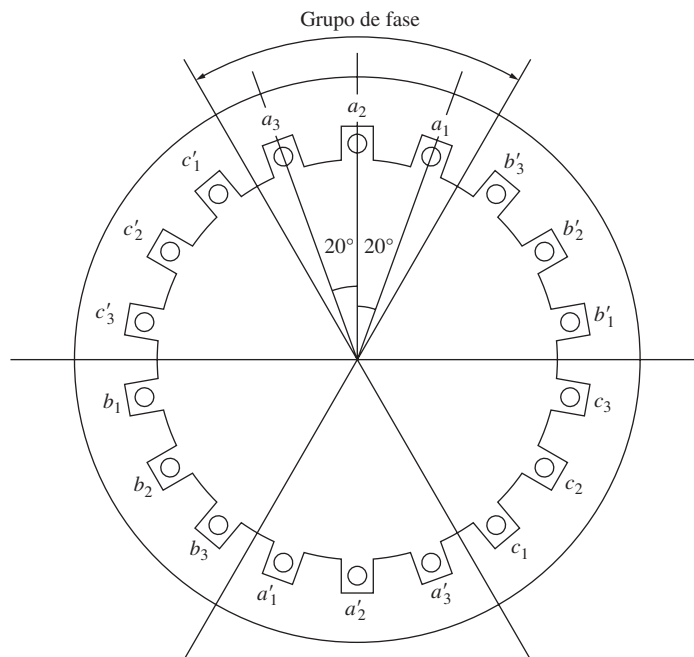 Grupo de fase
a₃ a₂ a₁
c′₁ b′₃
c′₂ b′₂
20° 20°
c′₃ b′₁
b₁ c₃
b₂ c₂
b₃ c₁
a′₁ a′₂ a′₃